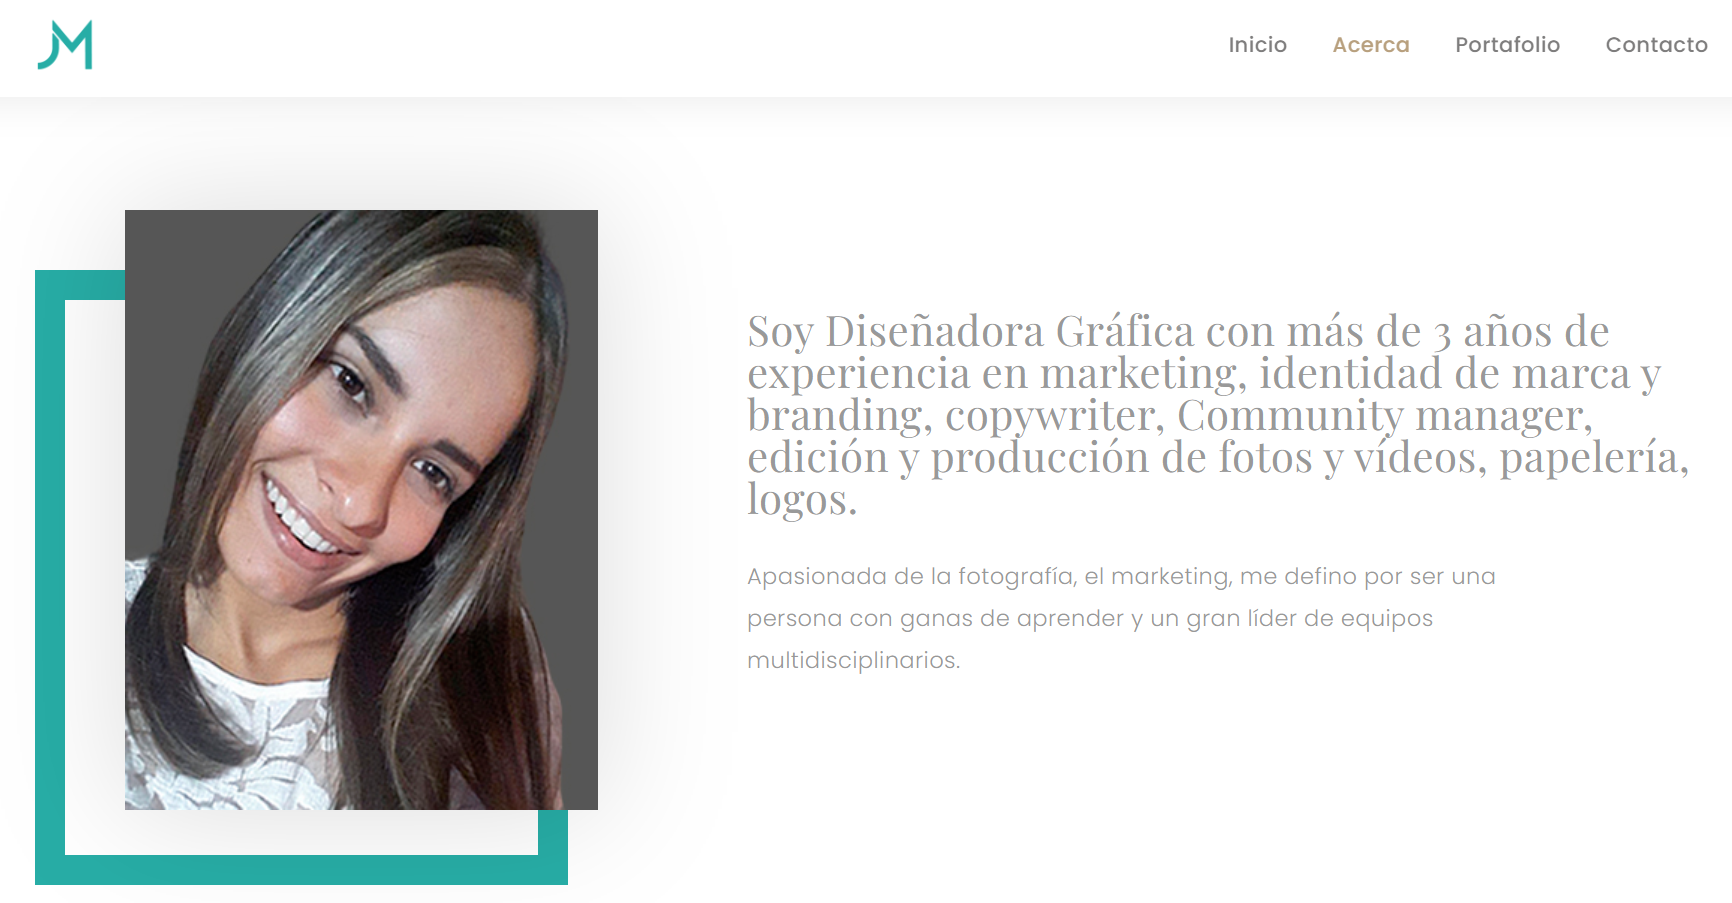 JM
Inicio Acerca Portafolio Contacto
Soy Diseñadora Gráfica con más de 3 años de
experiencia en marketing, identidad de marca y
branding, copywriter, Community manager,
edición y producción de fotos y vídeos, papelería,
logos.
Apasionada de la fotografía, el marketing, me defino por ser una
persona con ganas de aprender y un gran líder de equipos
multidisciplinarios.